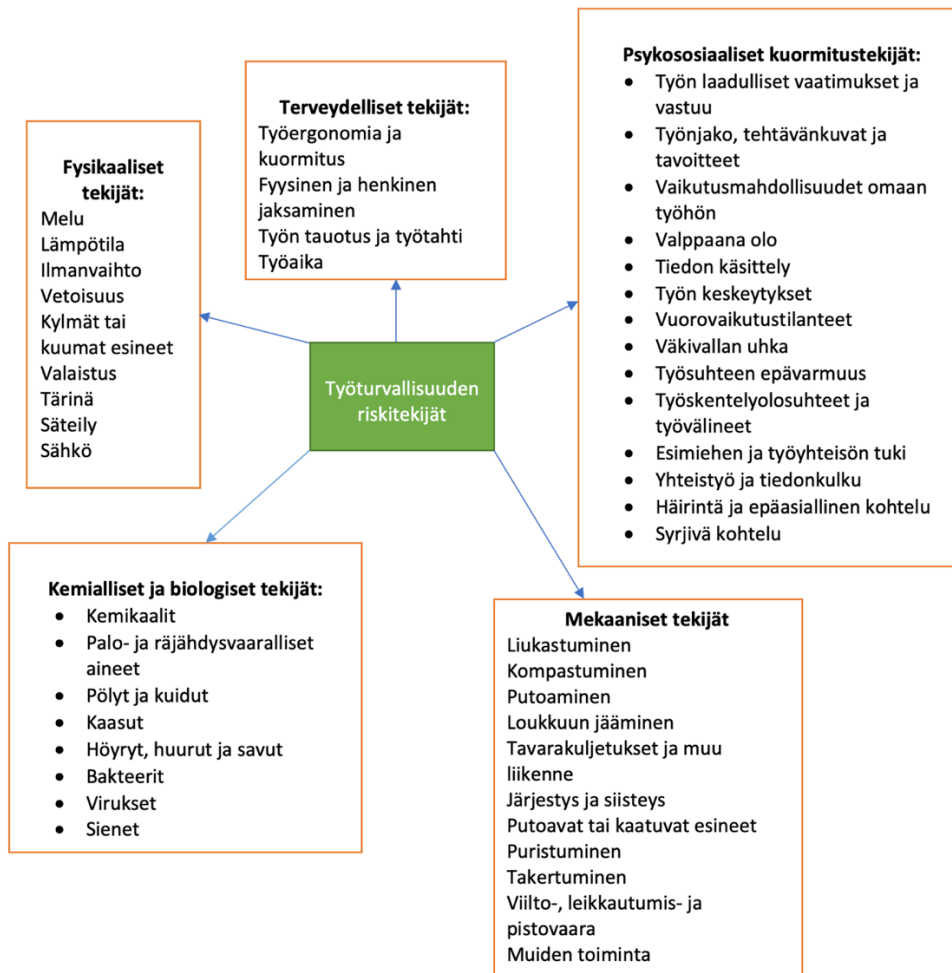 Fysikaaliset
tekijät:
Melu
Lämpötila
Ilmanvaihto
Vetoisuus
Kylmät tai
kuumat esineet
Valaistus
Tärinä
Säteily
Sähkö
Terveydelliset tekijät:
Työergonomia ja
kuormitus
Fyysinen ja henkinen
jaksaminen
Työn tauotus ja työtahti
Työaika
Psykososiaaliset kuormitustekijät:
• Työn laadulliset vaatimukset ja
vastuu
• Työnjako, tehtävänkuvat ja
tavoitteet
• Vaikutusmahdollisuudet omaan
työhön
• Valppaana olo
• Tiedon käsittely
• Työn keskeytykset
• Vuorovaikutustilanteet
• Väkivallan uhka
• Työsuhteen epävarmuus
• Työskentelyolosuhteet ja
työvälineet
• Esimiehen ja työyhteisön tuki
• Yhteistyö ja tiedonkulku
• Häirintä ja epäasiallinen kohtelu
• Syrjivä kohtelu
Työturvallisuuden
riskitekijät
Kemialliset ja biologiset tekijät:
• Kemikaalit
• Palo- ja räjähdysvaaralliset
aineet
• Pölyt ja kuidut
• Kaasut
• Höyryt, huurut ja savut
• Bakteerit
• Virukset
• Sienet
Mekaaniset tekijät
Liukastuminen
Kompastuminen
Putoaminen
Loukkuun jääminen
Tavarakuljetukset ja muu
liikenne
Järjestys ja siisteys
Putoavat tai kaatuvat esineet
Puristuminen
Takertuminen
Viilto-, leikkautumis- ja
pistovaara
Muiden toiminta